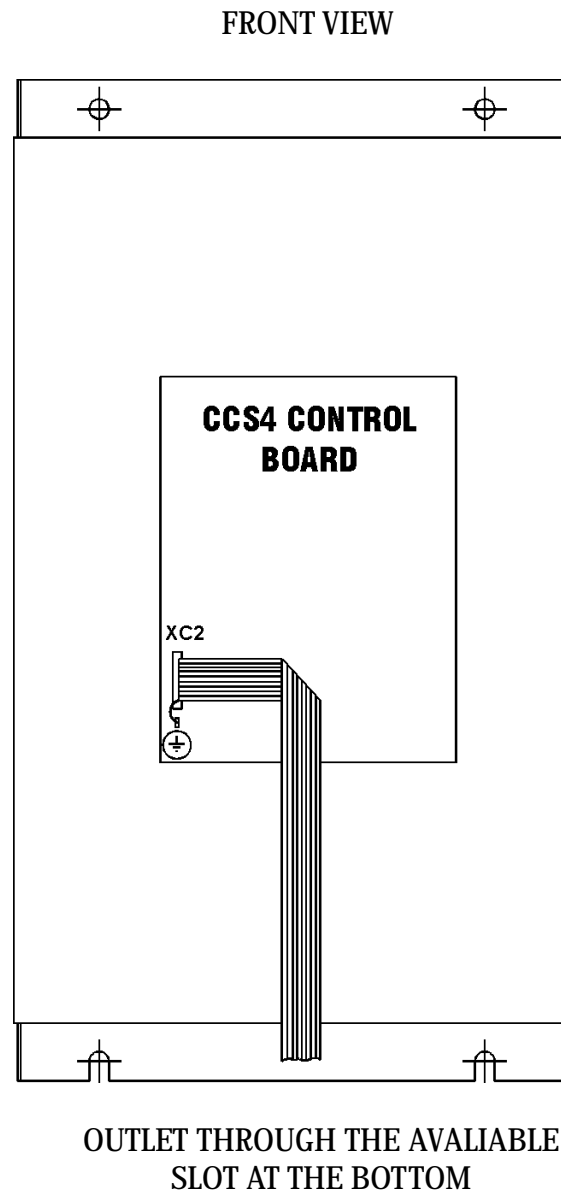 FRONT VIEW
CCS4 CONTROL
BOARD
XC2
OUTLET THROUGH THE AVALIABLE
SLOT AT THE BOTTOM